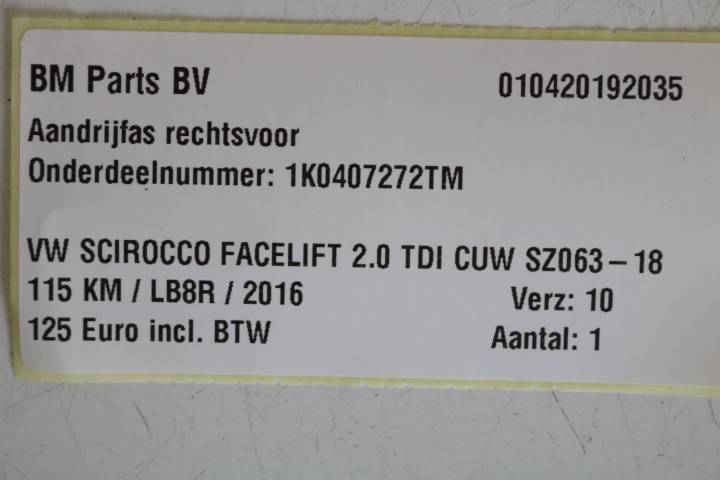 BM Parts BV 010420192035
Aandrijfas rechtsvoor
Onderdeelnummer: 1K0407272TM
VW SCIROCCO FACELIFT 2.0 TDI CUW SZ063-18
115 KM / LB8R / 2016 Verz: 10
125 Euro incl. BTW Aantal: 1